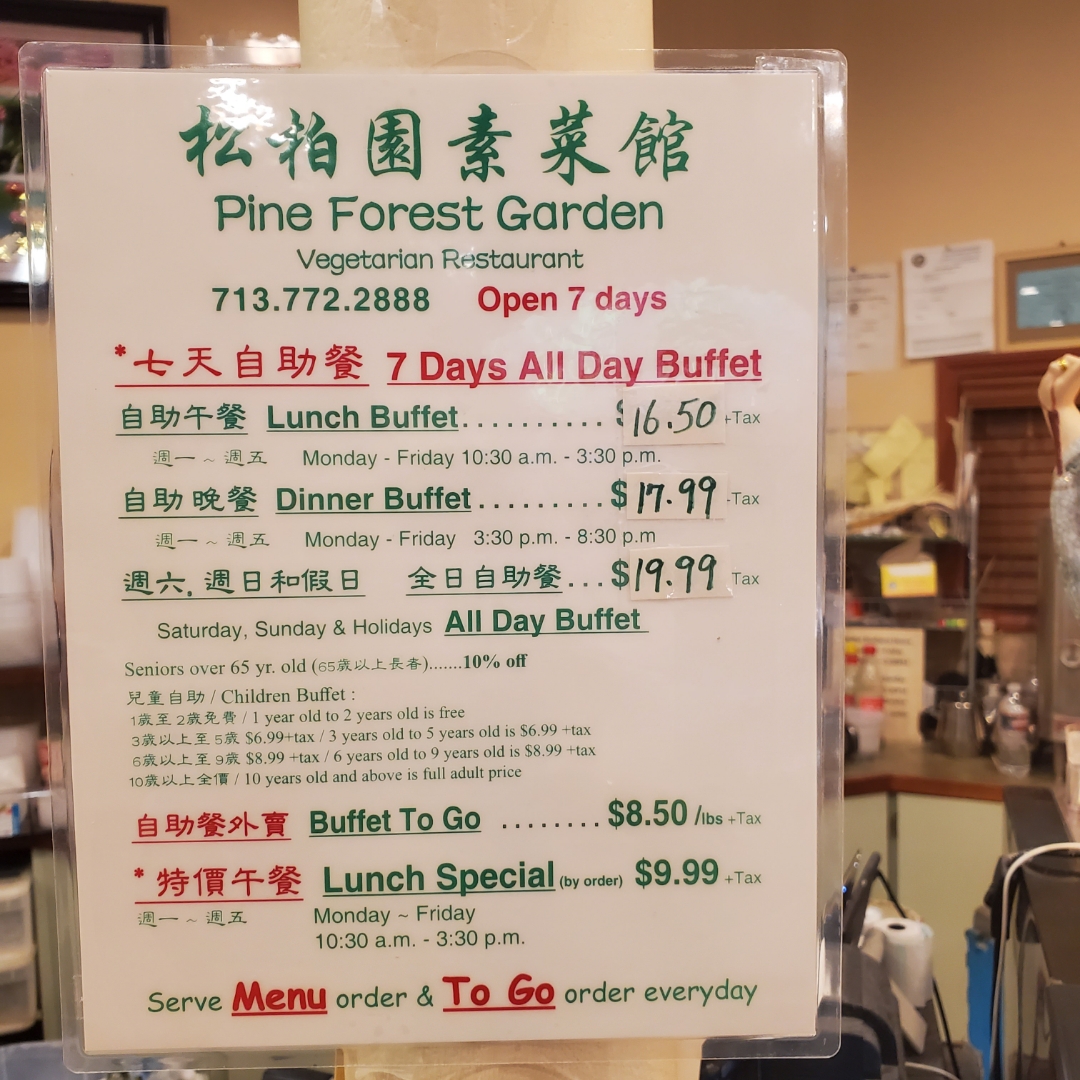 松柏園素菜館
Pine Forest Garden
Vegetarian Restaurant
713.772.2888 Open 7 days
*七天自助餐 7 Days All Day Buffet
自助午餐 Lunch Buffet.......... $16.50 +Tax
週一 ~ 週五 Monday - Friday 10:30 a.m. - 3:30 p.m.
自助晚餐 Dinner Buffet......... $17.99 -Tax
週一 ~ 週五 Monday - Friday 3:30 p.m. - 8:30 p.m
週六, 週日和假日 全日自助餐... $19.99 Tax
Saturday, Sunday & Holidays All Day Buffet
Seniors over 65 yr. old (65歲以上長者).......10% off
兒童自助 / Children Buffet :
1歲至2歲免費 / 1 year old to 2 years old is free
3歲以上至5歲 $6.99+tax / 3 years old to 5 years old is $6.99 +tax
6歲以上至9歲 $8.99 +tax / 6 years old to 9 years old is $8.99 +tax
10歲以上全價 / 10 years old and above is full adult price
自助餐外賣 Buffet To Go ........ $8.50 /lbs +Tax
*特價午餐 Lunch Special (by order) $9.99 +Tax
週一 ~ 週五 Monday ~ Friday
10:30 a.m. - 3:30 p.m.
Serve Menu order & To Go order everyday